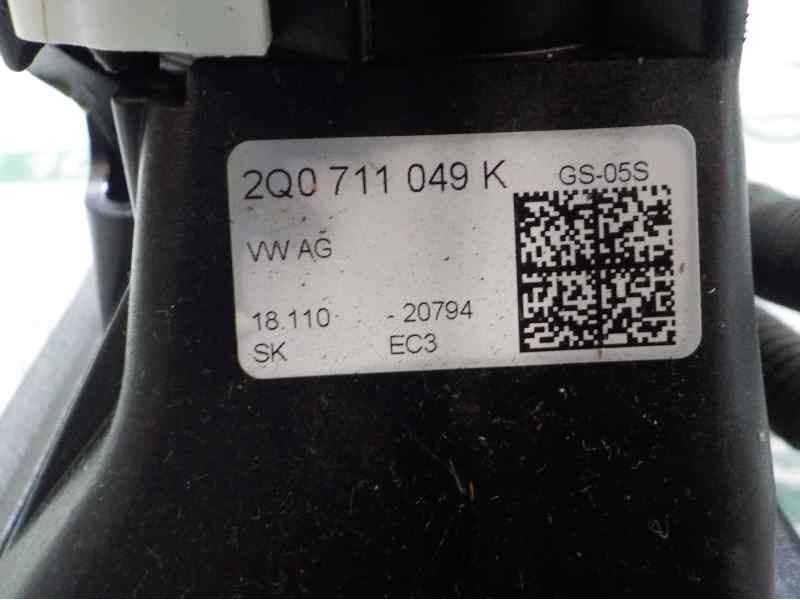 2Q0 711 049 K GS-05S
VW AG
18.110 - 20794
SK EC3